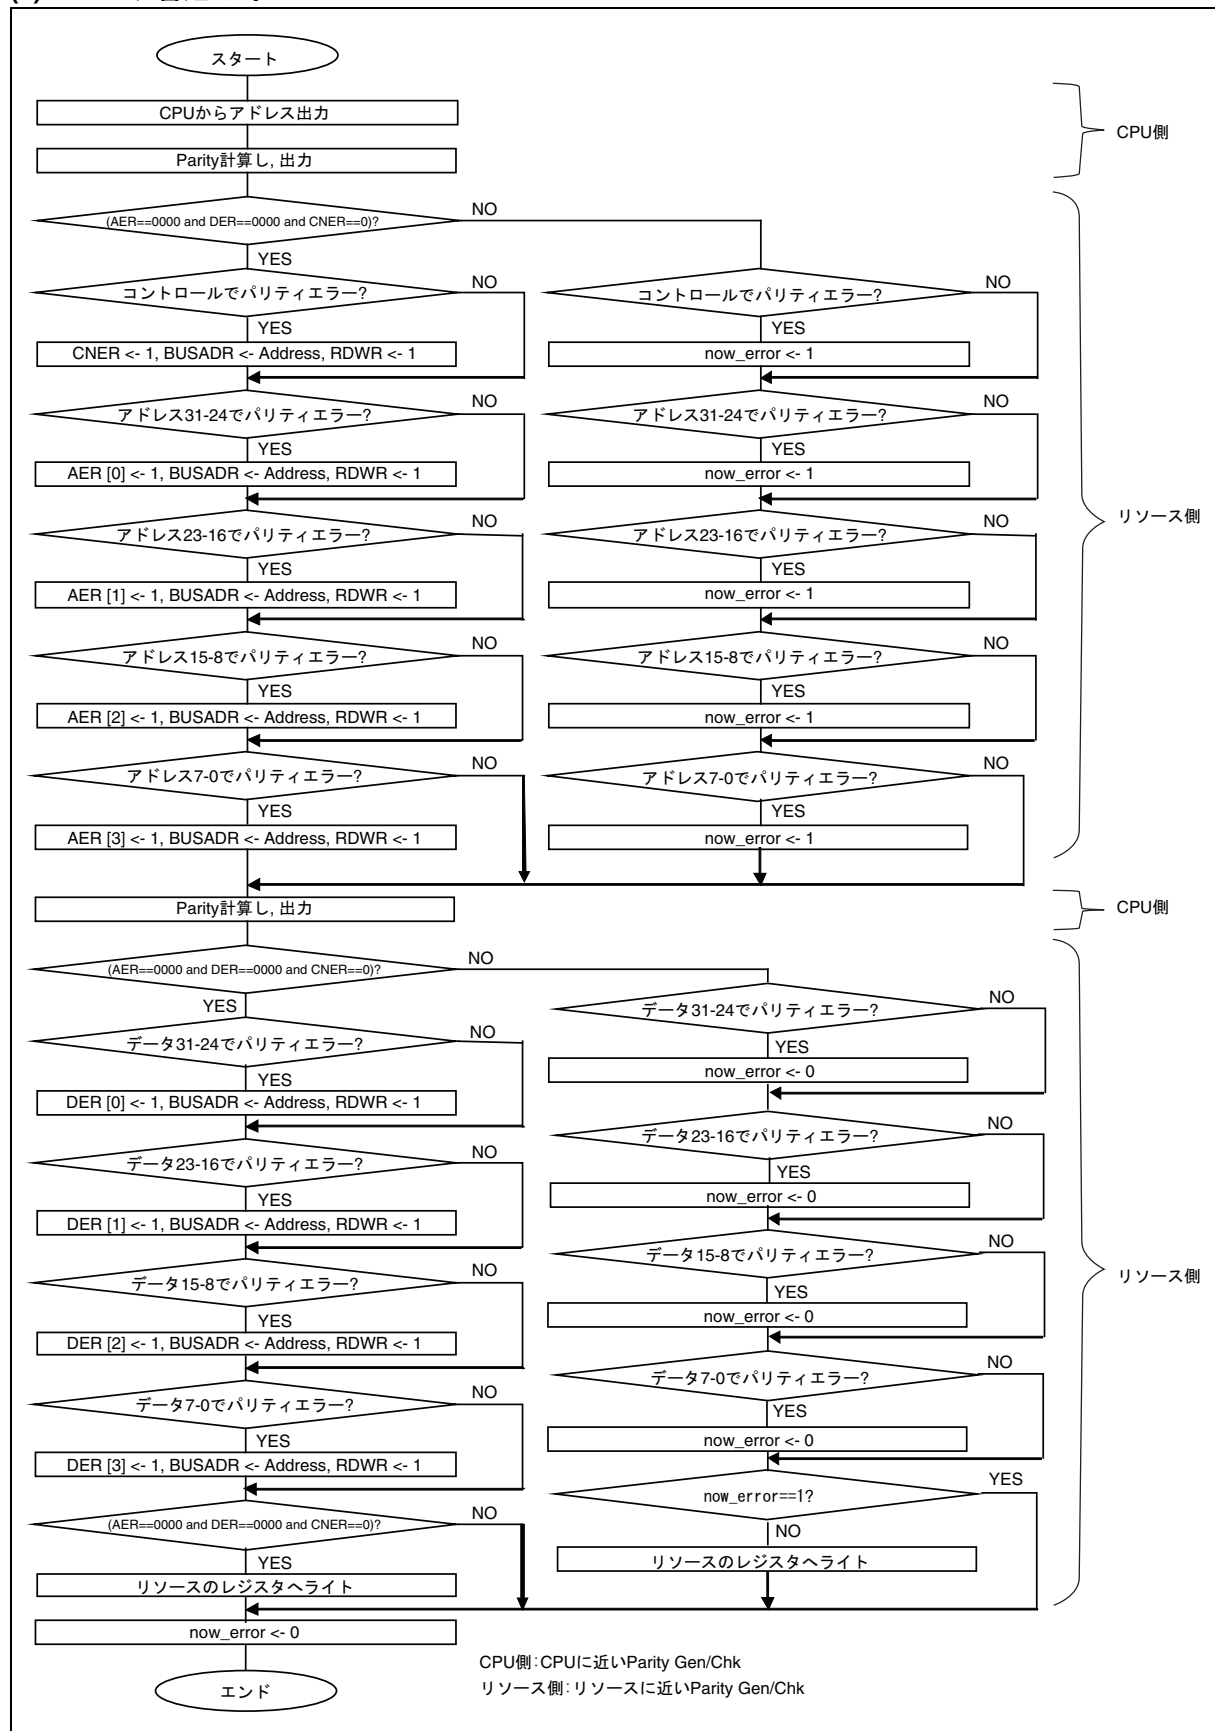 スタート
CPUからアドレス出力
CPU側
Parity計算し, 出力
(AER==0000 and DER==0000 and CNER==0)?
NO
YES
コントロールでパリティエラー?
NO
コントロールでパリティエラー?
NO
YES
YES
CNER <- 1, BUSADR <- Address, RDWR <- 1
now_error <- 1
アドレス31-24でパリティエラー?
NO
アドレス31-24でパリティエラー?
NO
YES
YES
AER [0] <- 1, BUSADR <- Address, RDWR <- 1
now_error <- 1
リソース側
アドレス23-16でパリティエラー?
NO
アドレス23-16でパリティエラー?
NO
YES
YES
AER [1] <- 1, BUSADR <- Address, RDWR <- 1
now_error <- 1
アドレス15-8でパリティエラー?
NO
アドレス15-8でパリティエラー?
NO
YES
YES
AER [2] <- 1, BUSADR <- Address, RDWR <- 1
now_error <- 1
アドレス7-0でパリティエラー?
NO
アドレス7-0でパリティエラー?
NO
YES
YES
AER [3] <- 1, BUSADR <- Address, RDWR <- 1
now_error <- 1
Parity計算し, 出力
CPU側
(AER==0000 and DER==0000 and CNER==0)?
NO
YES
データ31-24でパリティエラー?
NO
データ31-24でパリティエラー?
NO
YES
YES
now_error <- 0
DER [0] <- 1, BUSADR <- Address, RDWR <- 1
データ23-16でパリティエラー?
NO
データ23-16でパリティエラー?
NO
YES
YES
now_error <- 0
DER [1] <- 1, BUSADR <- Address, RDWR <- 1
データ15-8でパリティエラー?
NO
リソース側
データ15-8でパリティエラー?
NO
YES
YES
now_error <- 0
DER [2] <- 1, BUSADR <- Address, RDWR <- 1
データ7-0でパリティエラー?
NO
データ7-0でパリティエラー?
NO
YES
YES
now_error <- 0
DER [3] <- 1, BUSADR <- Address, RDWR <- 1
now_error==1?
YES
(AER==0000 and DER==0000 and CNER==0)?
NO
NO
YES
リソースのレジスタへライト
リソースのレジスタへライト
now_error <- 0
エンド
CPU側：CPUに近いParity Gen/Chk
リソース側：リソースに近いParity Gen/Chk